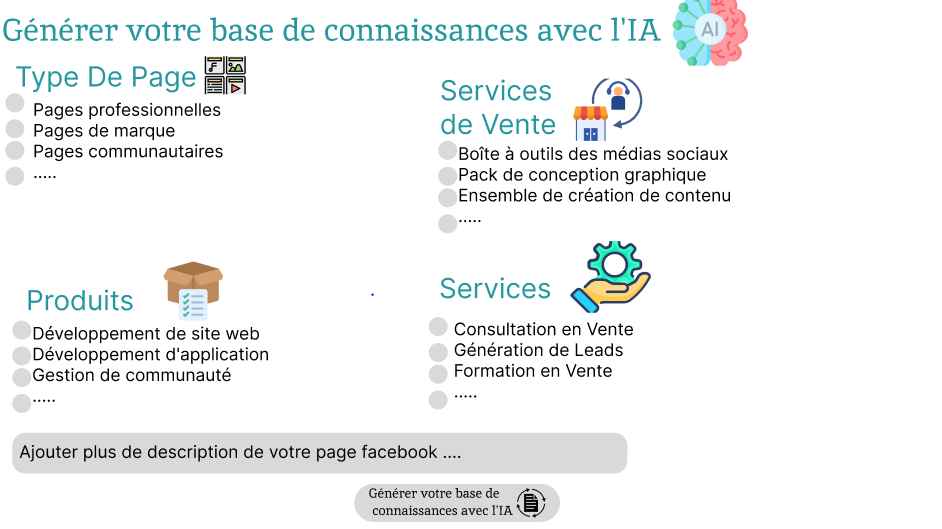 Générer votre base de connaissances avec l'IA
AI
Type De Page
Pages professionnelles
Pages de marque
Pages communautaires
.....
Services
de Vente
Boîte à outils des médias sociaux
Pack de conception graphique
Ensemble de création de contenu
.....
Produits
Développement de site web
Développement d'application
Gestion de communauté
.....
Services
Consultation en Vente
Génération de Leads
Formation en Vente
.....
Ajouter plus de description de votre page facebook ....
Générer votre base de
connaissances avec l'IA